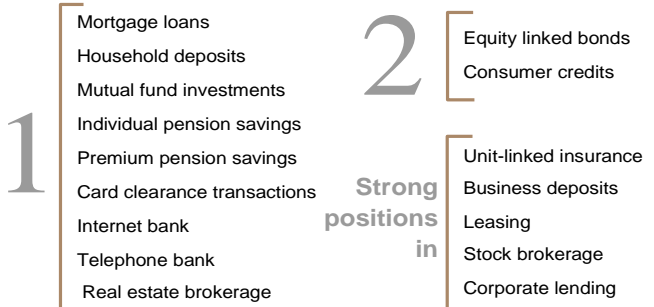 1
Mortgage loans
Household deposits
Mutual fund investments
Individual pension savings
Premium pension savings
Card clearance transactions
Internet bank
Telephone bank
Real estate brokerage
2
Equity linked bonds
Consumer credits
Strong
positions
in
Unit-linked insurance
Business deposits
Leasing
Stock brokerage
Corporate lending